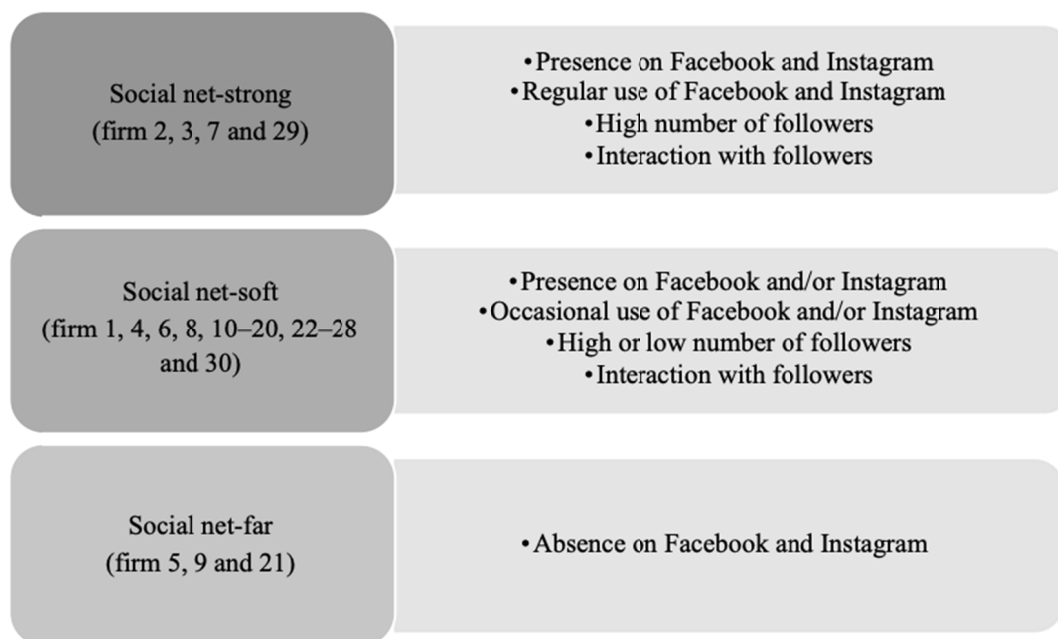 Social net-strong
(firm 2, 3, 7 and 29)
•Presence on Facebook and Instagram
•Regular use of Facebook and Instagram
•High number of followers
•Interaction with followers
Social net-soft
(firm 1, 4, 6, 8, 10–20, 22–28
and 30)
•Presence on Facebook and/or Instagram
•Occasional use of Facebook and/or Instagram
•High or low number of followers
•Interaction with followers
Social net-far
(firm 5, 9 and 21)
•Absence on Facebook and Instagram